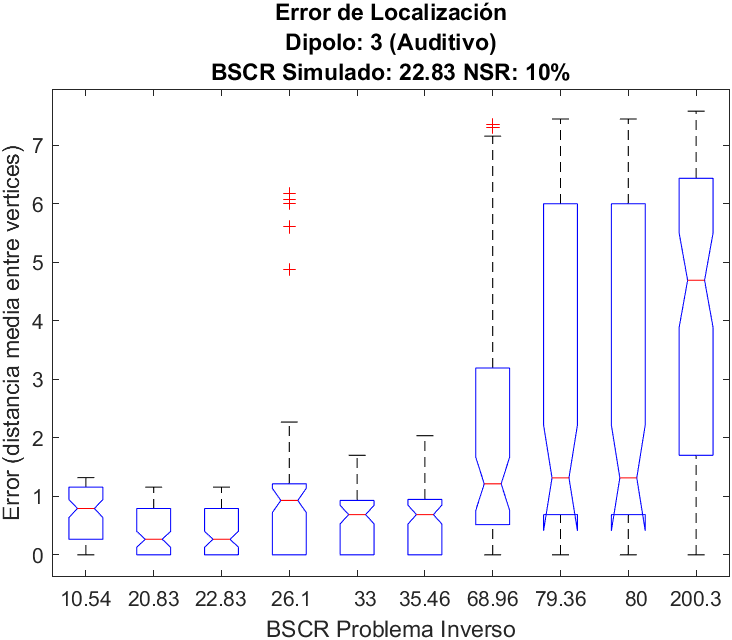 Error de Localización
Dipolo: 3 (Auditivo)
BSCR Simulado: 22.83 NSR: 10%
Error (distancia media entre vertices)
7
6
5
4
3
2
1
0
10.54 20.83 22.83 26.1 33 35.46 68.96 79.36 80 200.3
BSCR Problema Inverso